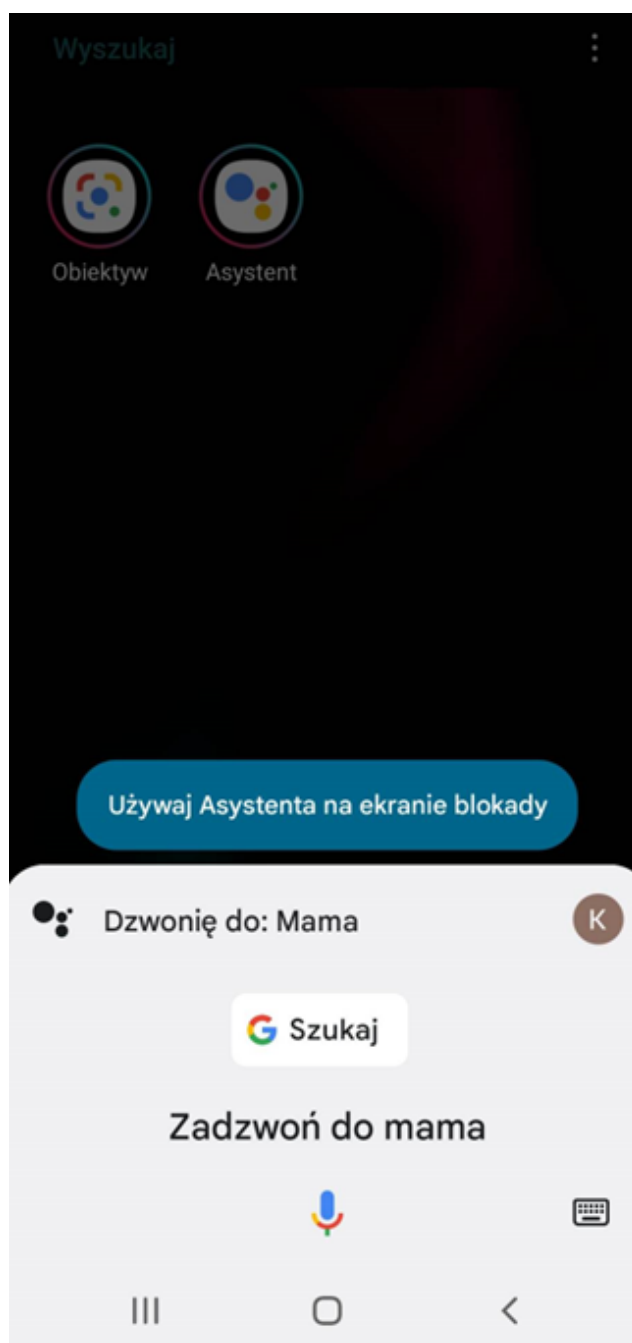 Wyszukaj
Obiektyw Asystent
Używaj Asystenta na ekranie blokady
Dzwonię do: Mama
K
G Szukaj
Zadzwoń do mama